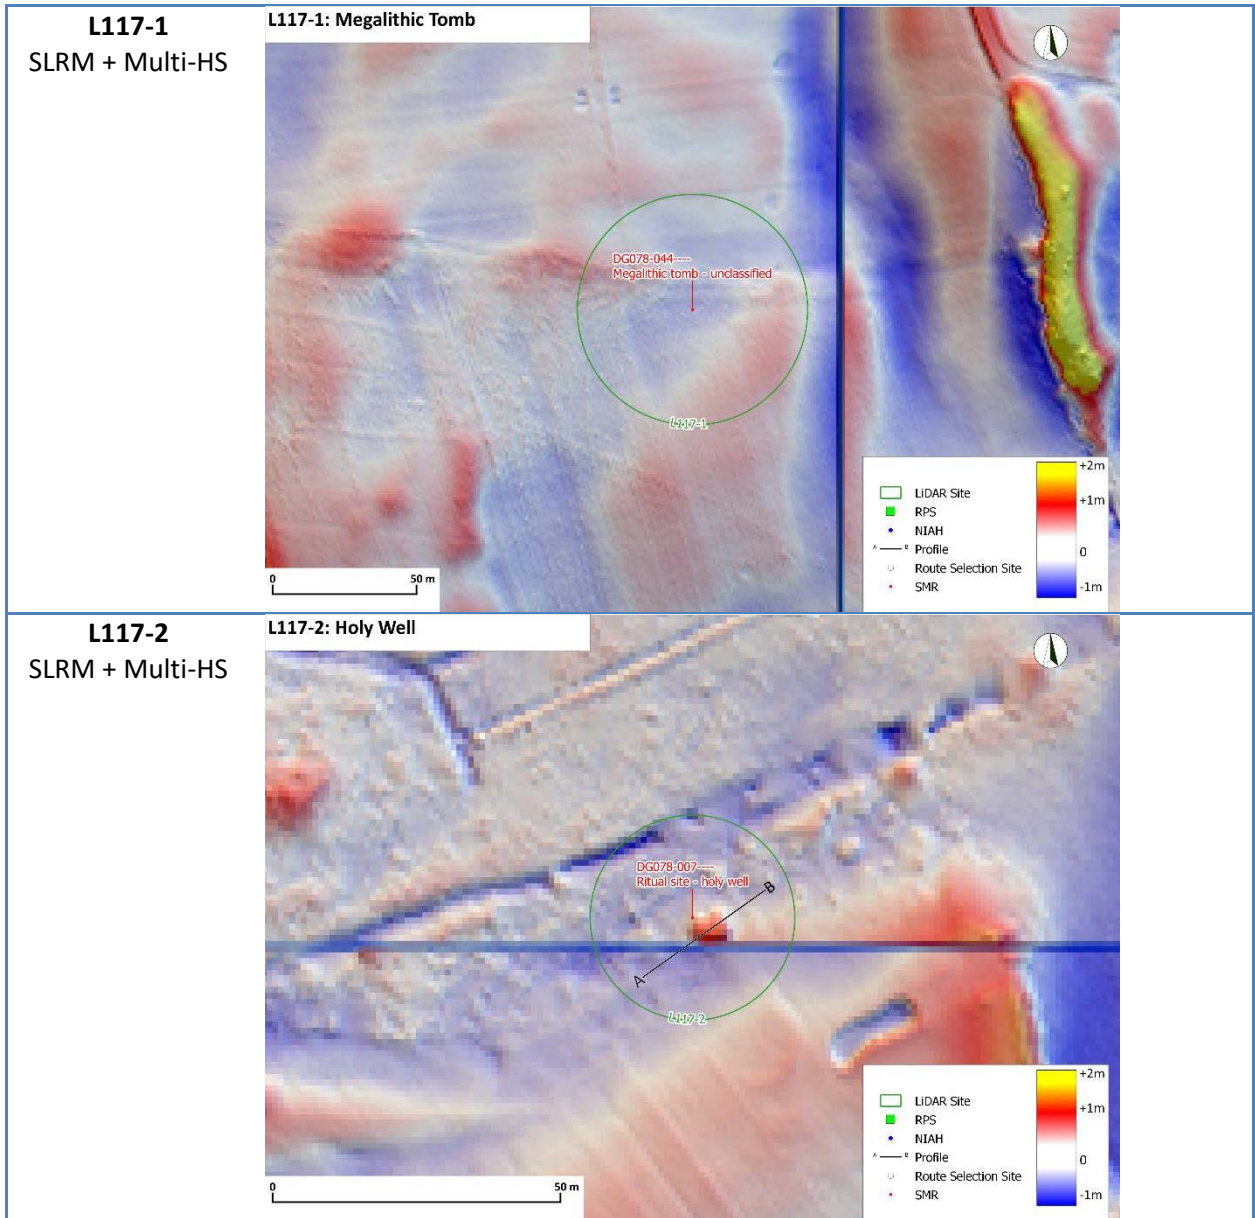 L117-1
SLRM + Multi-HS
L117-1: Megalithic Tomb
DG078-044----
Megalithic tomb - unclassified
L117-1
LiDAR Site
RPS
NIAH
A B Profile
Route Selection Site
SMR
+2m
+1m
0
-1m
0 50 m
L117-2
SLRM + Multi-HS
L117-2: Holy Well
DG078-007----
Ritual site - holy well
B
A
L117-2
LiDAR Site
RPS
NIAH
A B Profile
Route Selection Site
SMR
+2m
+1m
0
-1m
0 50 m